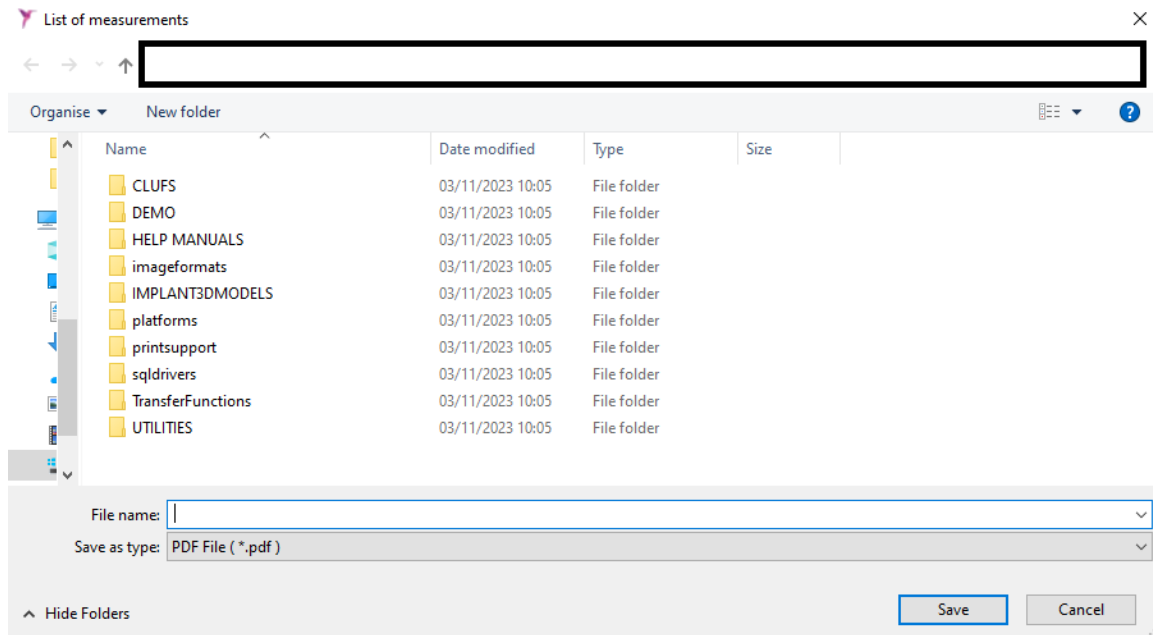 List of measurements
Organise New folder ?
Name Date modified Type Size
CLUFS 03/11/2023 10:05 File folder
DEMO 03/11/2023 10:05 File folder
HELP MANUALS 03/11/2023 10:05 File folder
imageformats 03/11/2023 10:05 File folder
IMPLANT3DMODELS 03/11/2023 10:05 File folder
platforms 03/11/2023 10:05 File folder
printsupport 03/11/2023 10:05 File folder
sqldrivers 03/11/2023 10:05 File folder
TransferFunctions 03/11/2023 10:05 File folder
UTILITIES 03/11/2023 10:05 File folder
File name:
Save as type: PDF File ( *.pdf )
Hide Folders Save Cancel